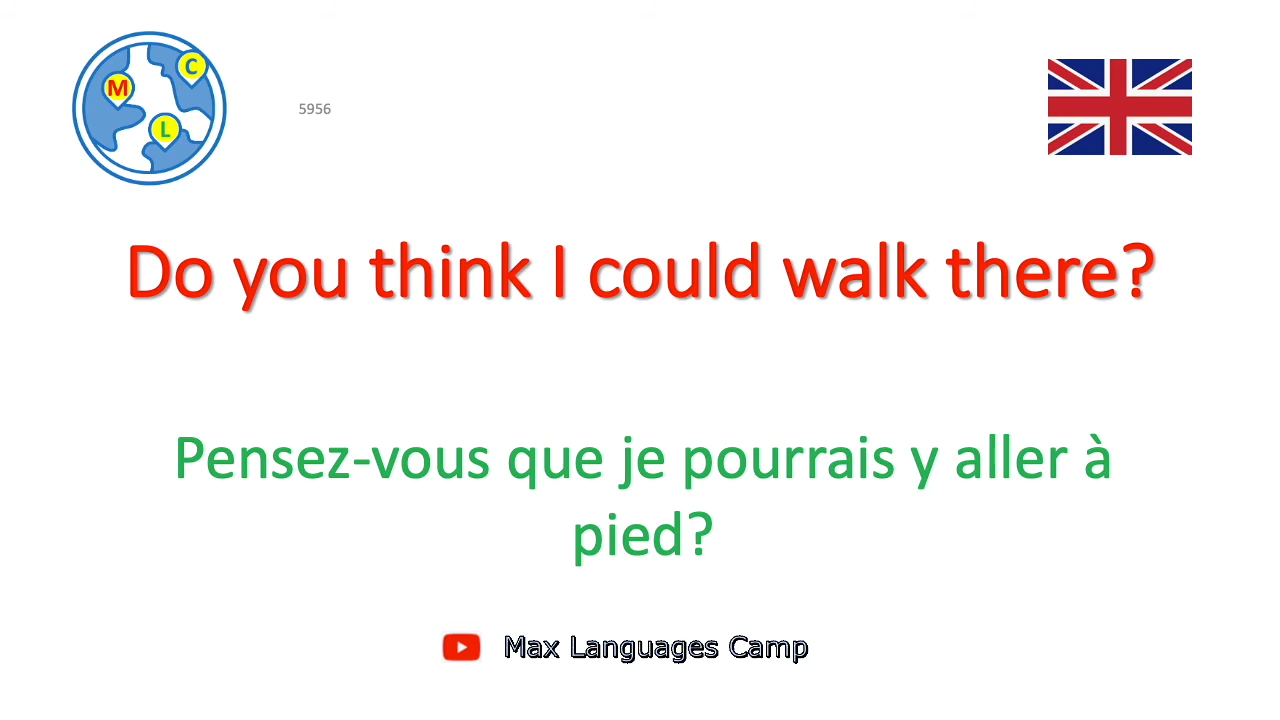 C
M
L
5956
Do you think I could walk there?
Pensez-vous que je pourrais y aller à
pied?
Max Languages Camp